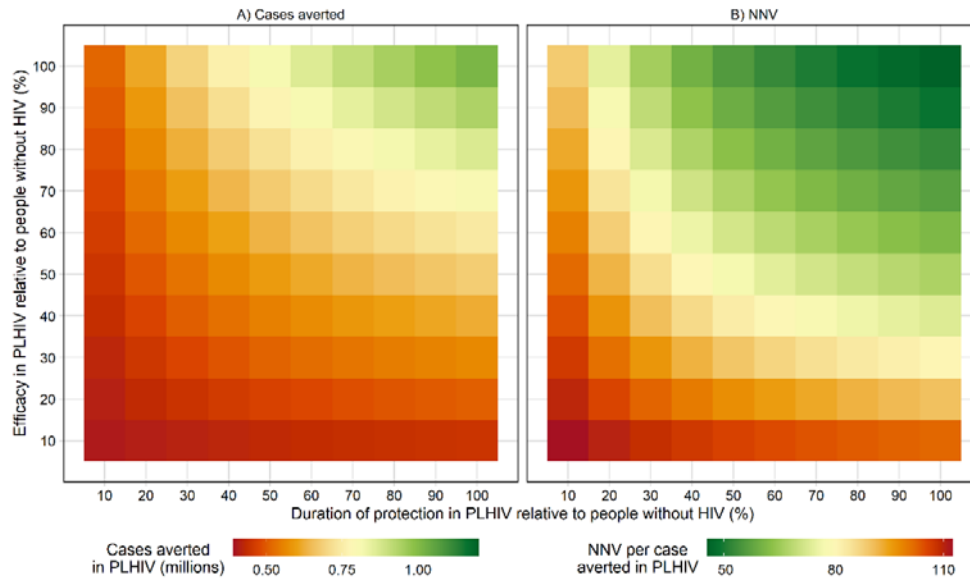 A) Cases averted
B) NNV
Efficacy in PLHIV relative to people without HIV (%)
100
90
80
70
60
50
40
30
20
10
10 20 30 40 50 60 70 80 90 100
10 20 30 40 50 60 70 80 90 100
Duration of protection in PLHIV relative to people without HIV (%)
Cases averted
in PLHIV (millions)
0.50 0.75 1.00
NNV per case
averted in PLHIV
50 80 110